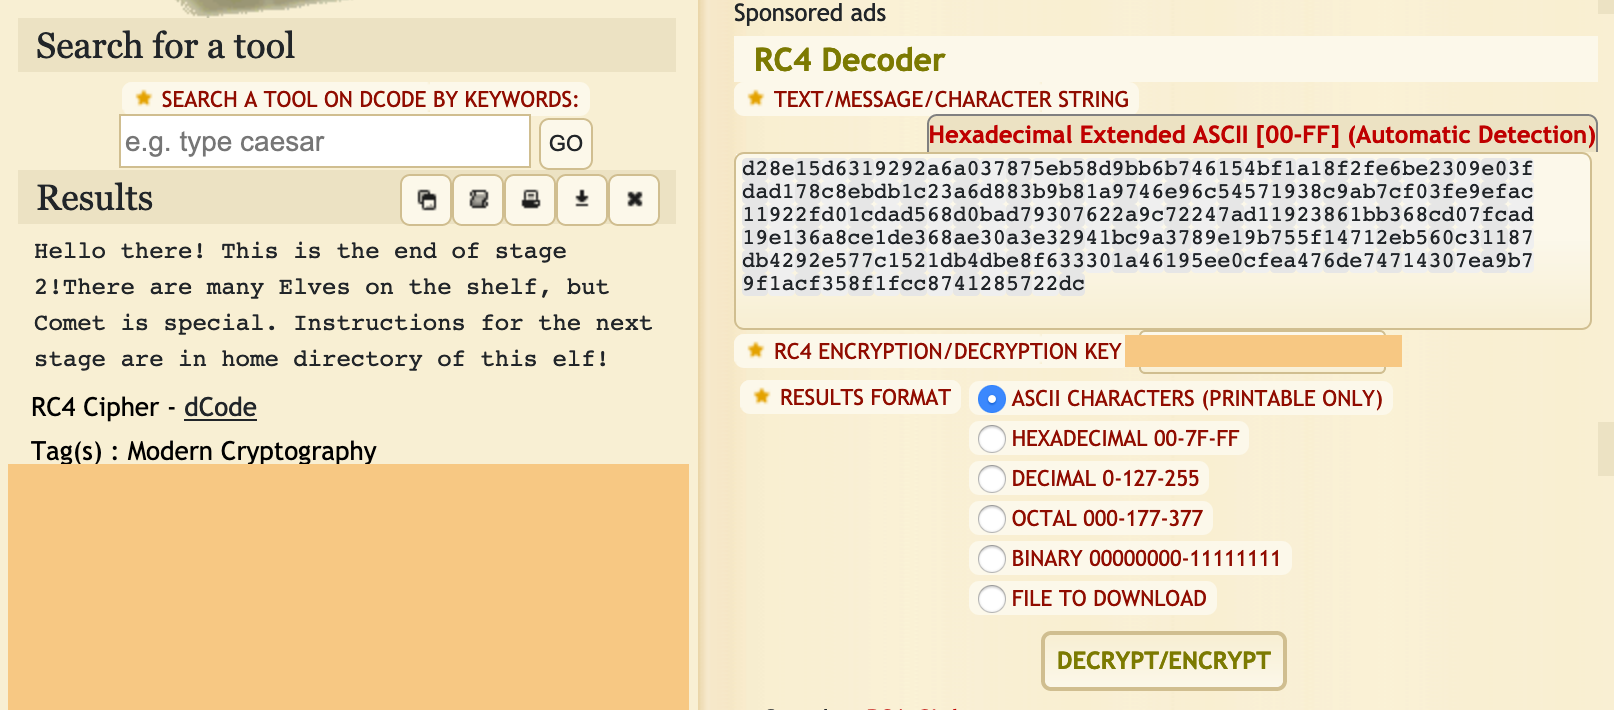 Search for a tool
SEARCH A TOOL ON DCODE BY KEYWORDS:
e.g. type caesar
GO
Results
Hello there! This is the end of stage
2!There are many Elves on the shelf, but
Comet is special. Instructions for the next
stage are in home directory of this elf!
RC4 Cipher - dCode
Tag(s) : Modern Cryptography
Sponsored ads
RC4 Decoder
TEXT/MESSAGE/CHARACTER STRING
Hexadecimal Extended ASCII [00-FF] (Automatic Detection)
d28e15d6319292a6a037875eb58d9bb6b746154bf1a18f2fe6be2309e03f
dad178c8ebdb1c23a6d883b9b81a9746e96c54571938c9ab7cf03fe9efac
11922fd01cdad568d0bad79307622a9c72247ad11923861bb368cd07fcad
19e136a8ce1de368ae30a3e32941bc9a3789e19b755f14712eb560c31187
db4292e577c1521db4dbe8f633301a46195ee0cfea476de74714307ea9b7
9f1acf358f1fcc8741285722dc
RC4 ENCRYPTION/DECRYPTION KEY
RESULTS FORMAT
ASCII CHARACTERS (PRINTABLE ONLY)
HEXADECIMAL 00-7F-FF
DECIMAL 0-127-255
OCTAL 000-177-377
BINARY 00000000-11111111
FILE TO DOWNLOAD
DECRYPT/ENCRYPT